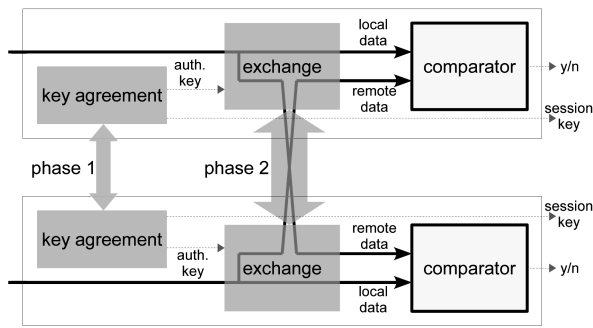 local
data
auth.
key
exchange
comparator
y/n
key agreement
remote
data
session
key
phase 1
phase 2
key agreement
session
key
remote
data
auth.
key
exchange
comparator
y/n
local
data